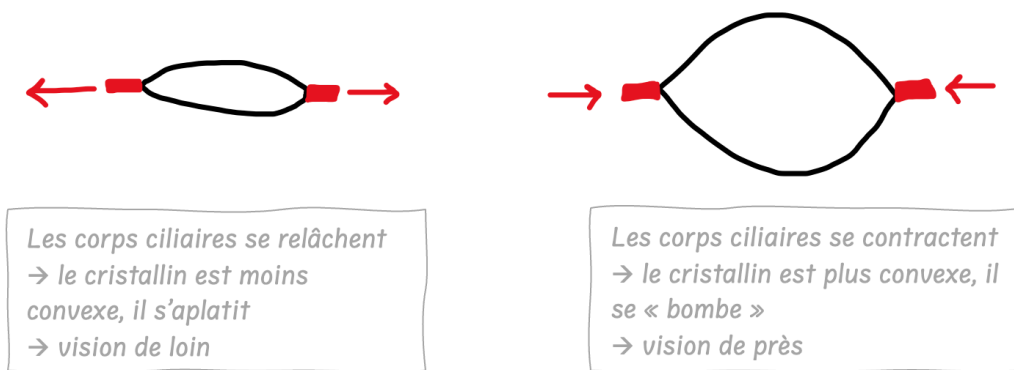 Les corps ciliaires se relâchent
→ le cristallin est moins
convexe, il s'aplatit
→ vision de loin
Les corps ciliaires se contractent
→ le cristallin est plus convexe, il
se « bombe »
→ vision de près